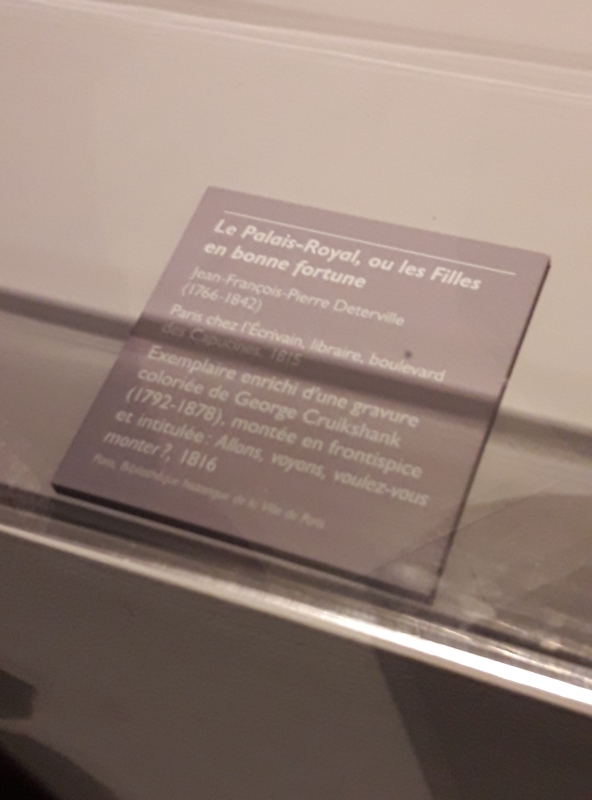 Le Palais-Royal, ou les Filles
en bonne fortune
Jean-François-Pierre Deterville
(1766-1842)
Paris chez l'Écrivain, libraire, boulevard
des Capucines, 1815
Exemplaire enrichi d'une gravure
coloriée de George Cruikshank
(1792-1878), montée en frontispice
et intitulée : Allons, voyons, voulez-vous
monter ?, 1816
Paris, Bibliothèque historique de la Ville de Paris